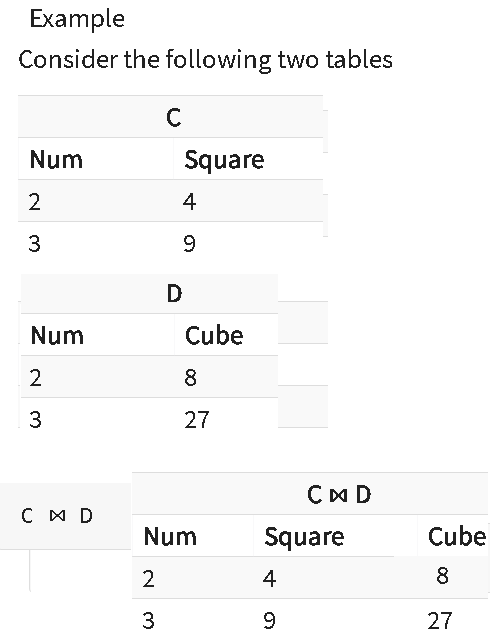 Example
Consider the following two tables
C
Num Square
2 4
3 9
D
Num Cube
2 8
3 27
C ⋈ D
C ⋈ D
Num Square Cube
2 4 8
3 9 27